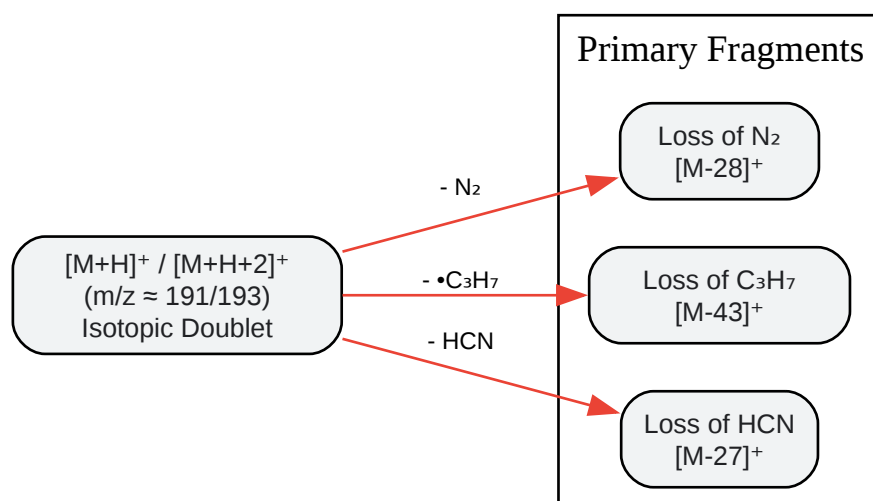 Primary Fragments
Loss of N₂
[M-28]⁺
- N₂
[M+H]⁺ / [M+H+2]⁺
(m/z ≈ 191/193)
Isotopic Doublet
- •C₃H₇
Loss of C₃H₇
[M-43]⁺
- HCN
Loss of HCN
[M-27]⁺